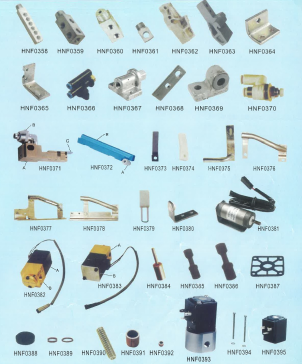 HNF0358 HNF0359 HNF0360 HNF0361 HNF0362 HNF0363 HNF0364
HNF0365 HNF0366 HNF0367 HNF0368 HNF0369 HNF0370
HNF0371 HNF0372 HNF0373 HNF0374 HNF0375 HNF0376
HNF0377 HNF0378 HNF0379 HNF0380 HNF0381
HNF0382 HNF0383 HNF0384 HNF0385 HNF0386 HNF0387
HNF0388 HNF0389 HNF0390 HNF0391 HNF0392 HNF0393 HNF0394 HNF0395